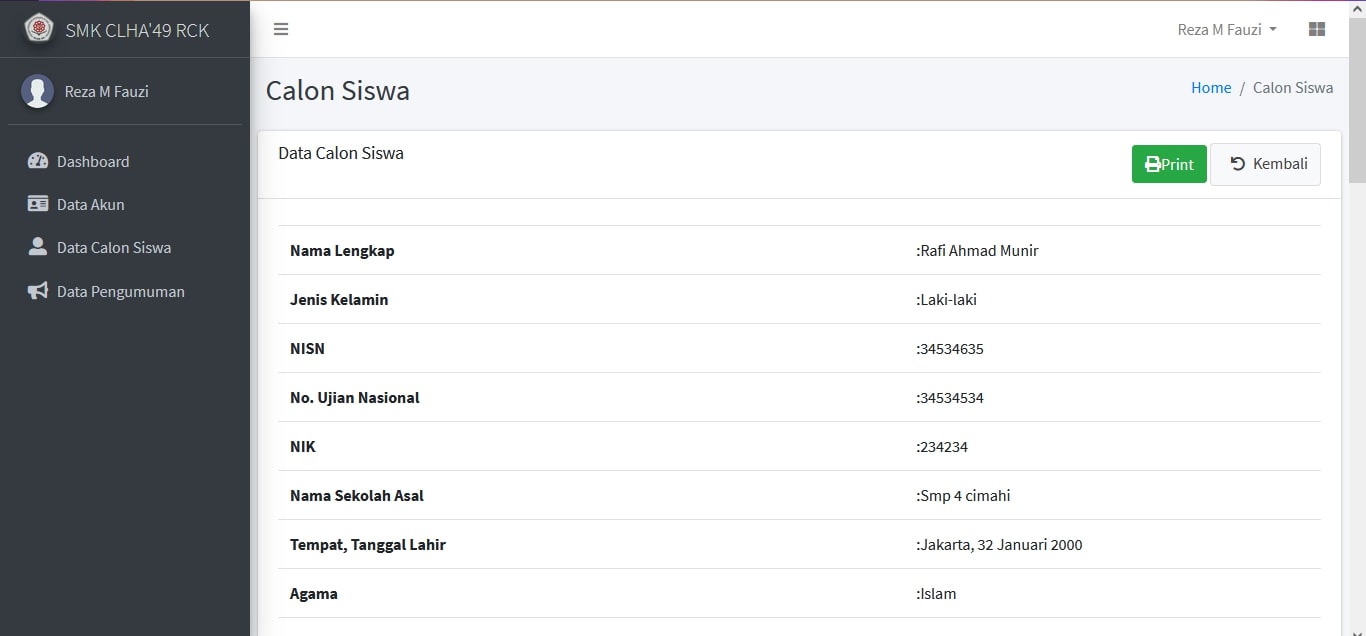 SMK CLHA'49 RCK
Reza M Fauzi
Reza M Fauzi
Dashboard
Data Akun
Data Calon Siswa
Data Pengumuman
Calon Siswa
Home / Calon Siswa
Data Calon Siswa
Print
Kembali
Nama Lengkap :Rafi Ahmad Munir
Jenis Kelamin :Laki-laki
NISN :34534635
No. Ujian Nasional :34534534
NIK :234234
Nama Sekolah Asal :Smp 4 cimahi
Tempat, Tanggal Lahir :Jakarta, 32 Januari 2000
Agama :Islam